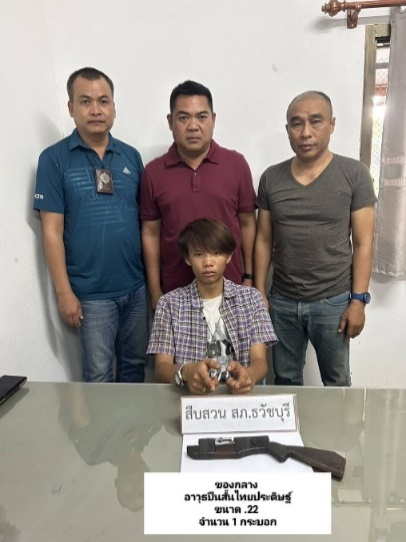 สืบสวน สภ.ธวัชบุรี
ของกลาง
อาวุธปืนสั้นไทยประดิษฐ์
ขนาด .22
จำนวน 1 กระบอก